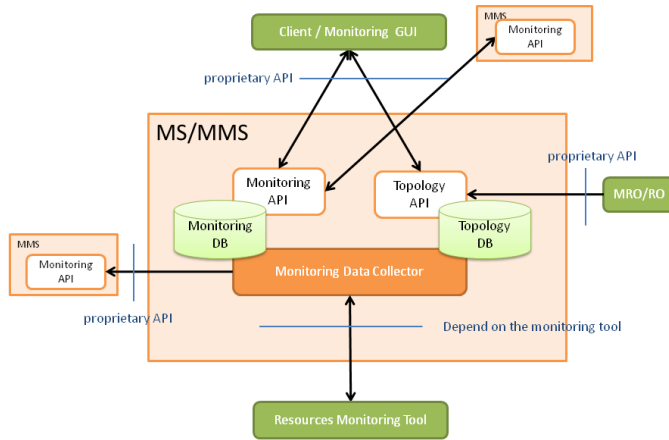 Client / Monitoring GUI
MMS
Monitoring
API
proprietary API
MS/MMS
proprietary API
Monitoring
API
Topology
API
MRO/RO
Monitoring
DB
Topology
DB
MMS
Monitoring
API
Monitoring Data Collector
proprietary API
Depend on the monitoring tool
Resources Monitoring Tool